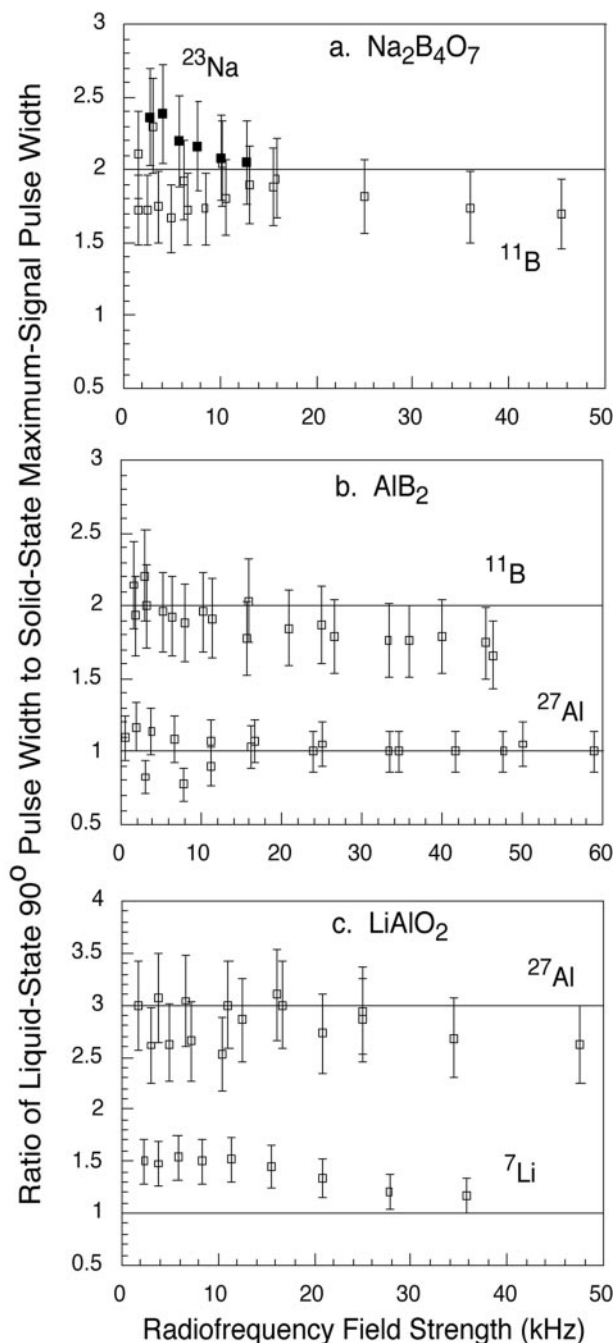 Ratio of Liquid-State 90° Pulse Width to Solid-State Maximum-Signal Pulse Width
3
2.5
2
1.5
1
0.5
a. Na₂B₄O₇
²³Na
¹¹B
0 10 20 30 40 50
3
2.5
2
1.5
1
0.5
b. AlB₂
¹¹B
²⁷Al
0 10 20 30 40 50 60
4
3.5
3
2.5
2
1.5
1
0.5
c. LiAlO₂
²⁷Al
⁷Li
0 10 20 30 40 50
Radiofrequency Field Strength (kHz)